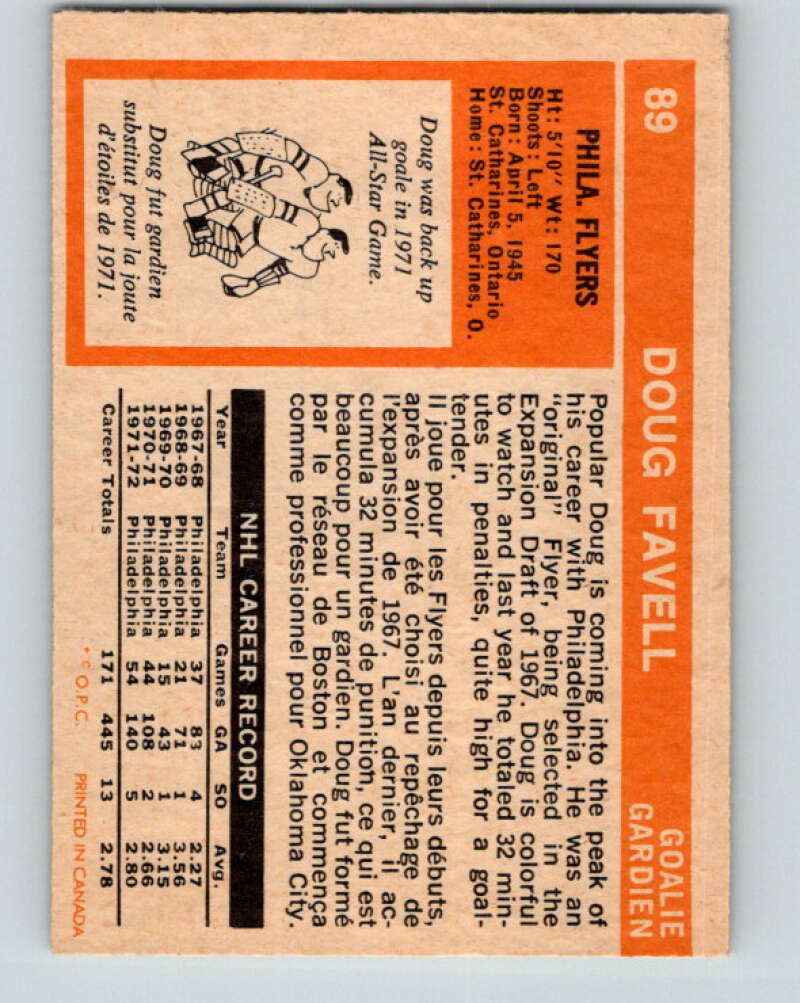 89
DOUG FAVELL
GOALIE
GARDIEN
PHILA. FLYERS
Ht: 5'10" Wt: 170
Shoots: Left
Born: April 5, 1945
St. Catharines, Ontario
Home: St. Catharines, O.
Doug was back up
goale in 1971
All-Star Game.
Doug fut gardien
substitut pour la joute
d'étoiles de 1971.
Popular Doug is coming into the peak of
his career with Philadelphia. He was an
"original" Flyer, being selected in the
Expansion Draft of 1967. Doug is colorful
to watch and last year he totaled 32 min-
utes in penalties, quite high for a goal-
tender.
Il joue pour les Flyers depuis leurs débuts,
après avoir été choisi au repêchage de
l'expansion de 1967. L'an dernier, il ac-
cumula 32 minutes de punition, ce qui est
beaucoup pour un gardien. Doug fut formé
par le réseau de Boston et commença
comme professionnel pour Oklahoma City.
NHL CAREER RECORD
Year Team Games GA SO Avg.
1967-68 Philadelphia 37 83 4 2.27
1968-69 Philadelphia 21 71 1 3.56
1969-70 Philadelphia 15 43 1 3.15
1970-71 Philadelphia 44 108 2 2.66
1971-72 Philadelphia 54 140 5 2.80
Career Totals 171 445 13 2.78
* © O.P.C. PRINTED IN CANADA